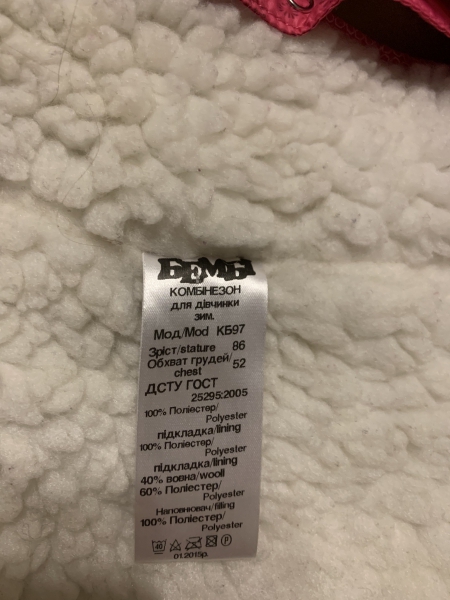 БЕМБІ
КОМБІНЕЗОН
для дівчинки
зим.
Мод/Mod КБ97
Зріст/stature 86
Обхват грудей/ 52
chest
ДСТУ ГОСТ
25295:2005
100% Поліестер/
Polyester
підкладка/lining
100% Поліестер/
Polyester
підкладка/lining
40% вовна/wooll
60% Поліестер/
Polyester
Наповнювач/filling
100% Поліестер/
Polyester
40 P
01.2015р.